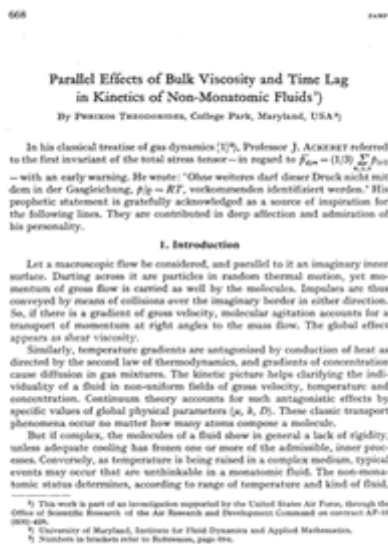 668
ZAMP
Parallel Effects of Bulk Viscosity and Time Lag
in Kinetics of Non-Monatomic Fluids¹)
By Phrixos Theodorides, College Park, Maryland, USA²)
In his classical treatise of gas dynamics [1]³), Professor J. Ackeret referred
to the first invariant of the total stress tensor – in regard to
– with an early warning. He wrote: 'Ohne weiteres darf dieser Druck nicht mit
dem in der Gasgleichung, p/ϱ = RT, vorkommenden identifiziert werden.' His
prophetic statement is gratefully acknowledged as a source of inspiration for
the following lines. They are contributed in deep affection and admiration of
his personality.
1. Introduction
Let a macroscopic flow be considered, and parallel to it an imaginary inner
surface. Darting across it are particles in random thermal motion, yet mo-
mentum of gross flow is carried as well by the molecules. Impulses are thus
conveyed by means of collisions over the imaginary border in either direction.
So, if there is a gradient of gross velocity, molecular agitation accounts for a
transport of momentum at right angles to the mass flow. The global effect
appears as shear viscosity.
Similarly, temperature gradients are antagonized by conduction of heat as
directed by the second law of thermodynamics, and gradients of concentration
cause diffusion in gas mixtures. The kinetic picture helps clarifying the indi-
viduality of a fluid in non-uniform fields of gross velocity, temperature and
concentration. Continuum theory accounts for such antagonistic effects by
specific values of global physical parameters (μ, k, D). These classic transport
phenomena occur no matter how many atoms compose a molecule.
But if complex, the molecules of a fluid show in general a lack of rigidity,
unless adequate cooling has frozen one or more of the admissible, inner proc-
esses. Conversely, as temperature is being raised in a complex medium, typical
events may occur that are unthinkable in a monatomic fluid. The non-mona-
tomic status determines, according to range of temperature and kind of fluid,
¹) This work is part of an investigation supported by the United States Air Force, through the
Office of Scientific Research of the Air Research and Development Command on contract
²) University of Maryland, Institute for Fluid Dynamics and Applied Mathematics.
³) Numbers in brackets refer to References, page